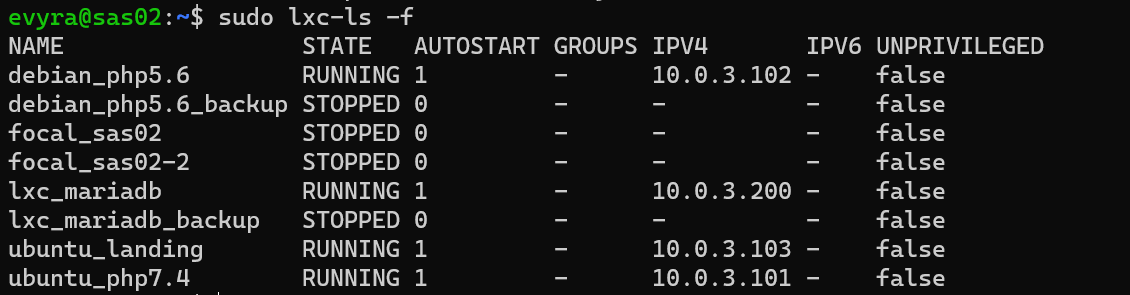 evyra@sas02:~$ sudo lxc-ls -f
NAME                STATE   AUTOSTART GROUPS IPV4       IPV6 UNPRIVILEGED
debian_php5.6       RUNNING 1         -      10.0.3.102 -    false
debian_php5.6_backup STOPPED 0         -      -          -    false
focal_sas02         STOPPED 0         -      -          -    false
focal_sas02-2       STOPPED 0         -      -          -    false
lxc_mariadb         RUNNING 1         -      10.0.3.200 -    false
lxc_mariadb_backup  STOPPED 0         -      -          -    false
ubuntu_landing      RUNNING 1         -      10.0.3.103 -    false
ubuntu_php7.4       RUNNING 1         -      10.0.3.101 -    false